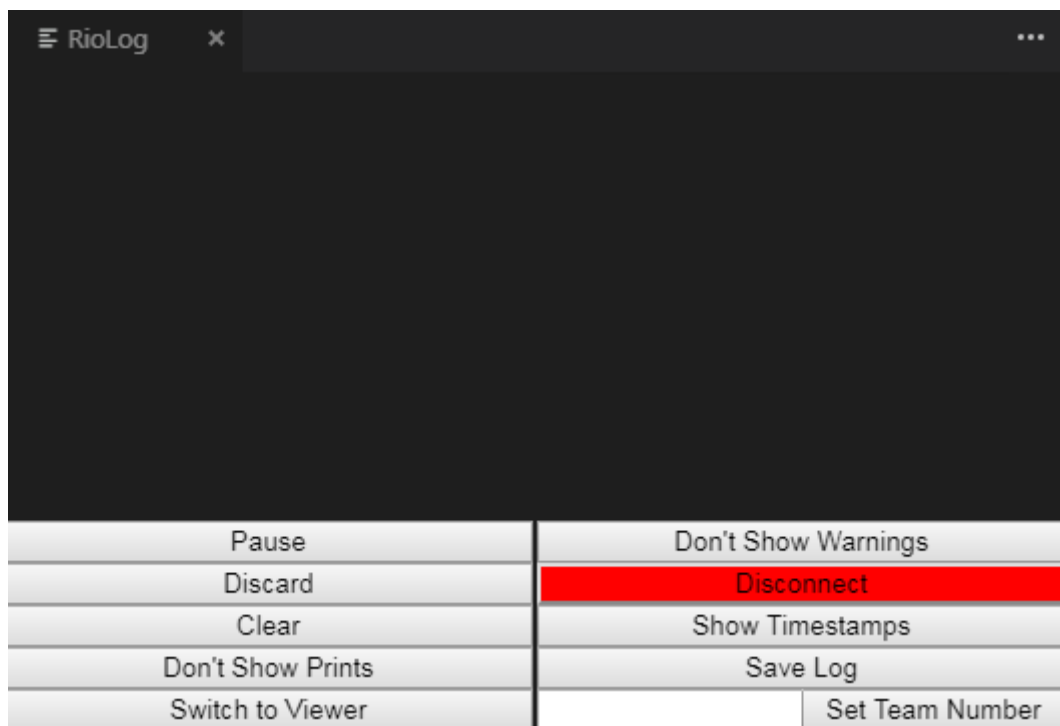 RioLog
Pause
Don't Show Warnings
Discard
Disconnect
Clear
Show Timestamps
Don't Show Prints
Save Log
Switch to Viewer
Set Team Number